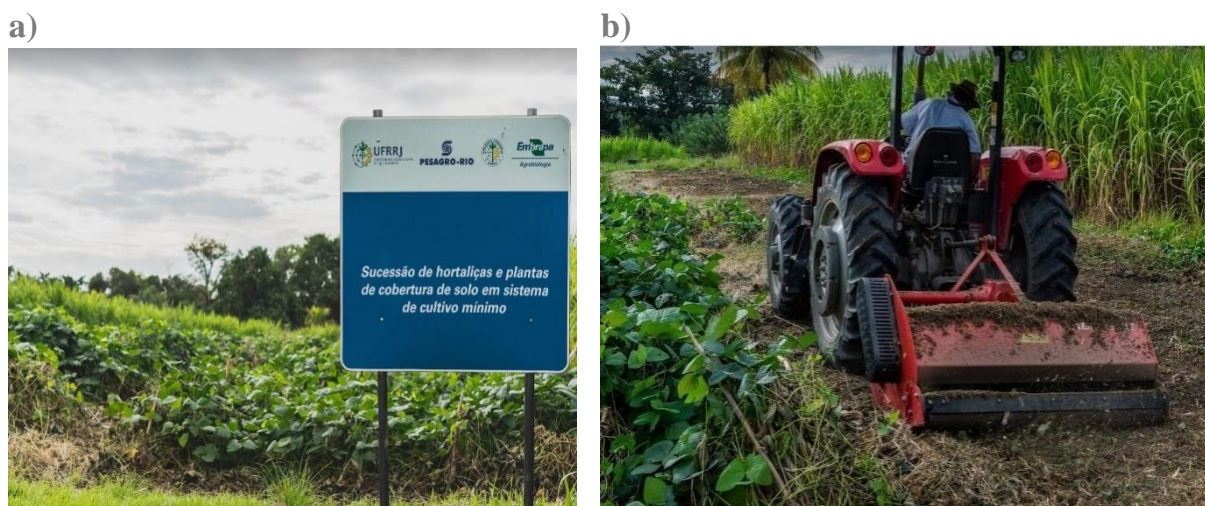 a)
b)
UFRRJ
PESAGRO-RIO
Embrapa
Agrobiologia
Sucessão de hortaliças e plantas
de cobertura de solo em sistema
de cultivo mínimo